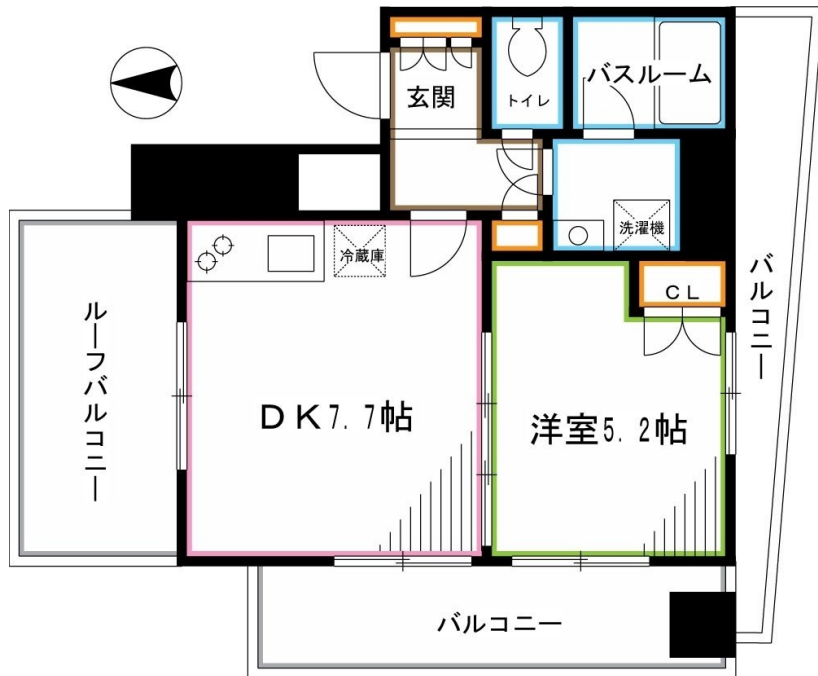 玄関
トイレ
バスルーム
洗濯機
冷蔵庫
CL
ルーフバルコニー
DK7.7帖
洋室5.2帖
バルコニー
バルコニー